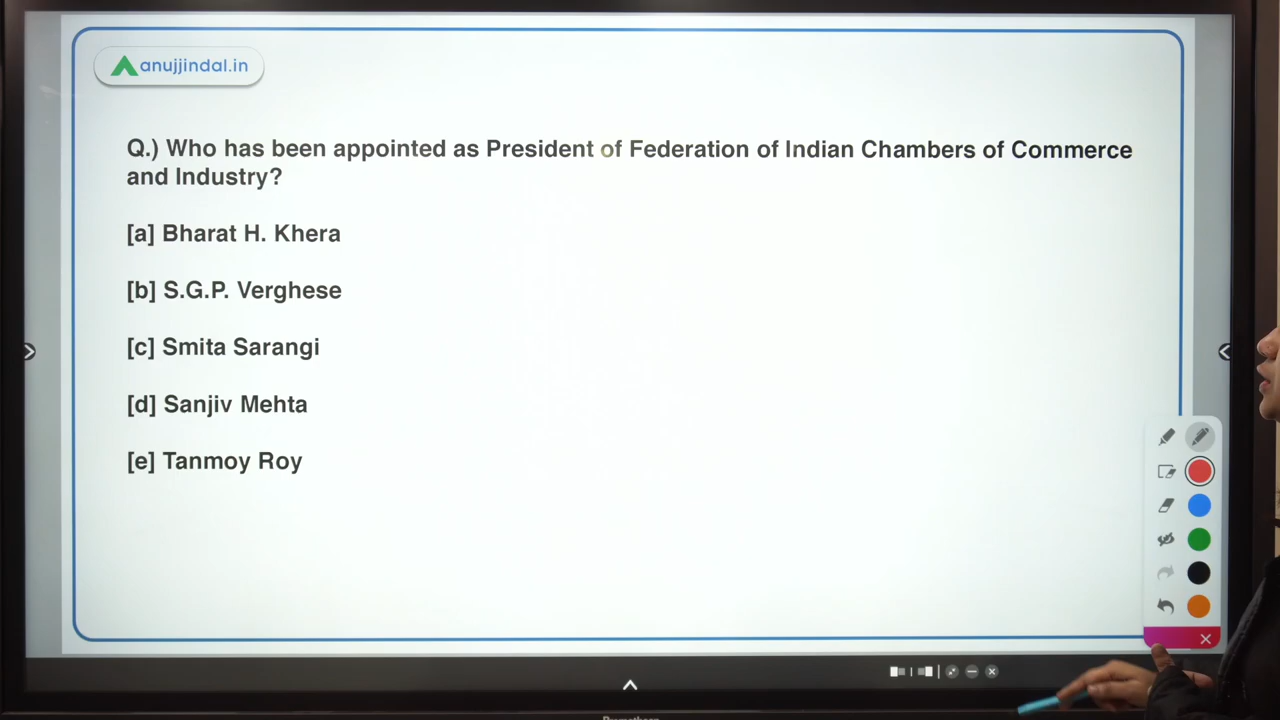 anujjindal.in
Q.) Who has been appointed as President of Federation of Indian Chambers of Commerce
and Industry?
[a] Bharat H. Khera
[b] S.G.P. Verghese
[c] Smita Sarangi
[d] Sanjiv Mehta
[e] Tanmoy Roy